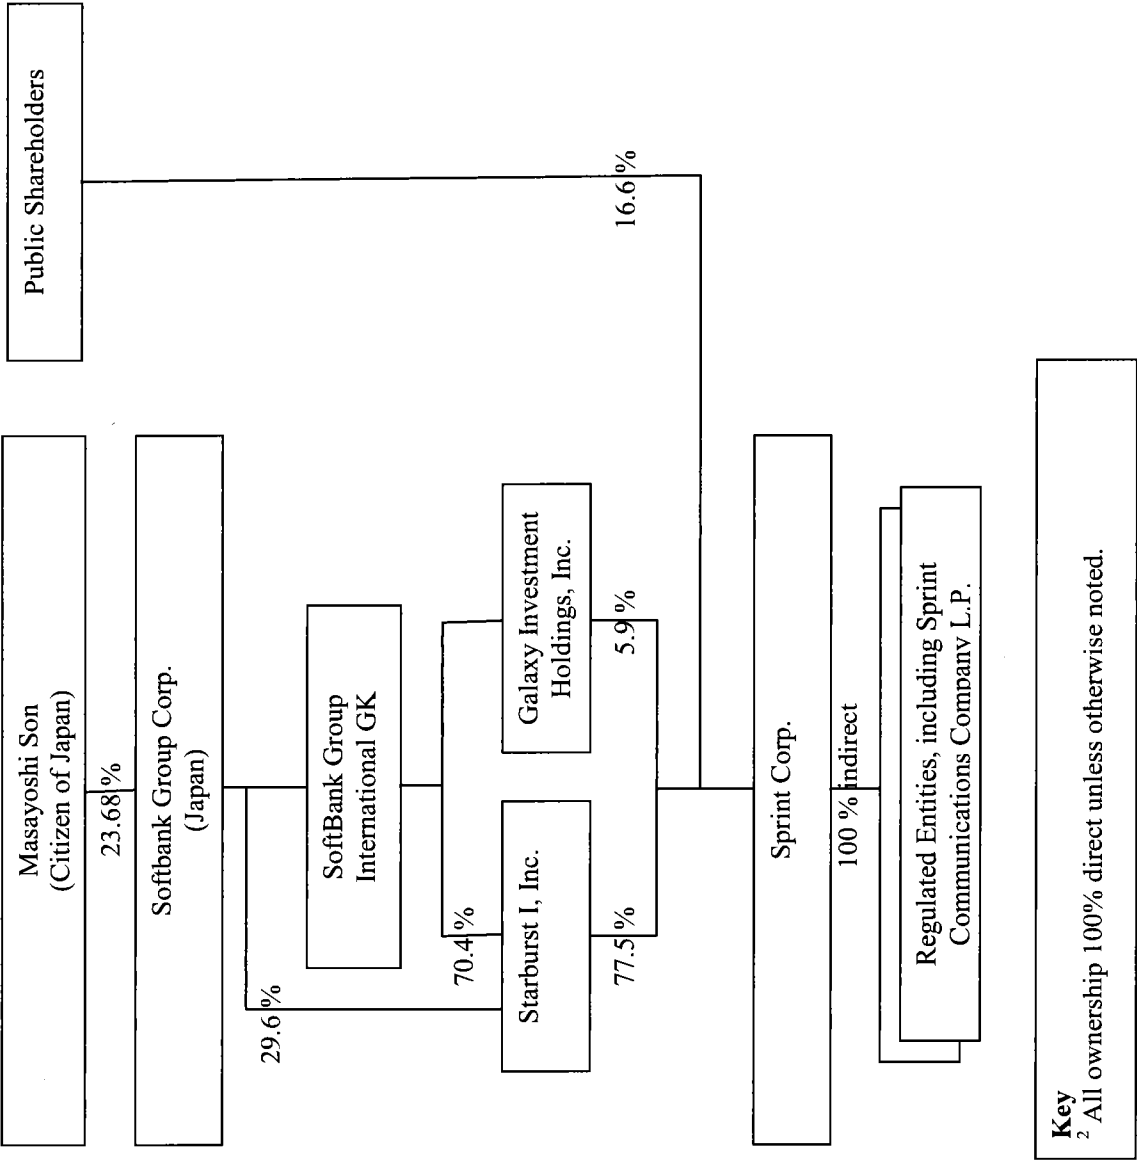 Masayoshi Son
(Citizen of Japan)
23.68 %
Softbank Group Corp.
(Japan)
29.6 %
SoftBank Group
International GK
70.4 %
Starburst I, Inc.
77.5 %
Galaxy Investment
Holdings, Inc.
5.9 %
Public Shareholders
16.6 %
Sprint Corp.
100 % indirect
Regulated Entities, including Sprint
Communications Company L.P.
Key
² All ownership 100% direct unless otherwise noted.